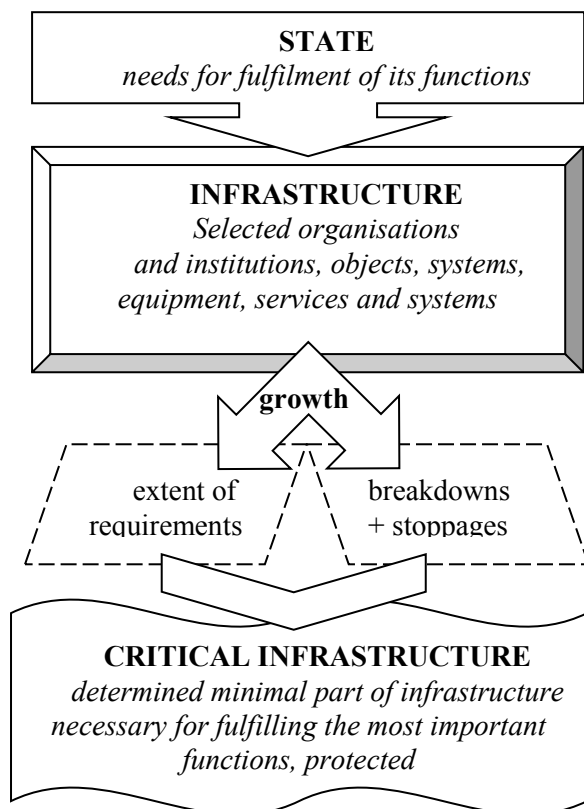 STATE
needs for fulfilment of its functions
INFRASTRUCTURE
Selected organisations
and institutions, objects, systems,
equipment, services and systems
growth
extent of
requirements
breakdowns
+ stoppages
CRITICAL INFRASTRUCTURE
determined minimal part of infrastructure
necessary for fulfilling the most important
functions, protected